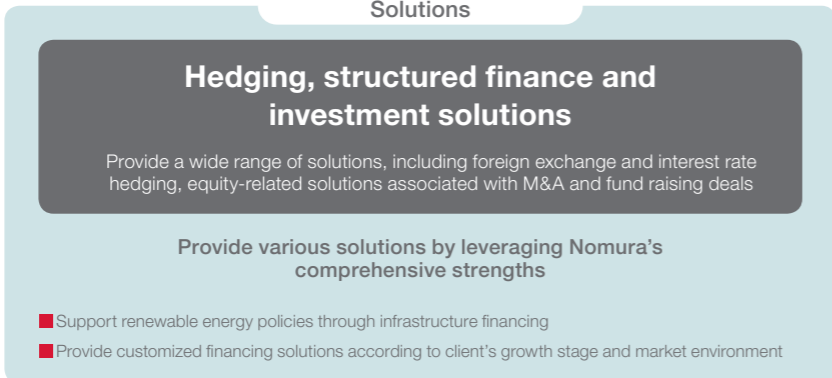 Solutions
Hedging, structured finance and
investment solutions
Provide a wide range of solutions, including foreign exchange and interest rate
hedging, equity-related solutions associated with M&A and fund raising deals
Provide various solutions by leveraging Nomura’s
comprehensive strengths
Support renewable energy policies through infrastructure financing
Provide customized financing solutions according to client’s growth stage and market environment